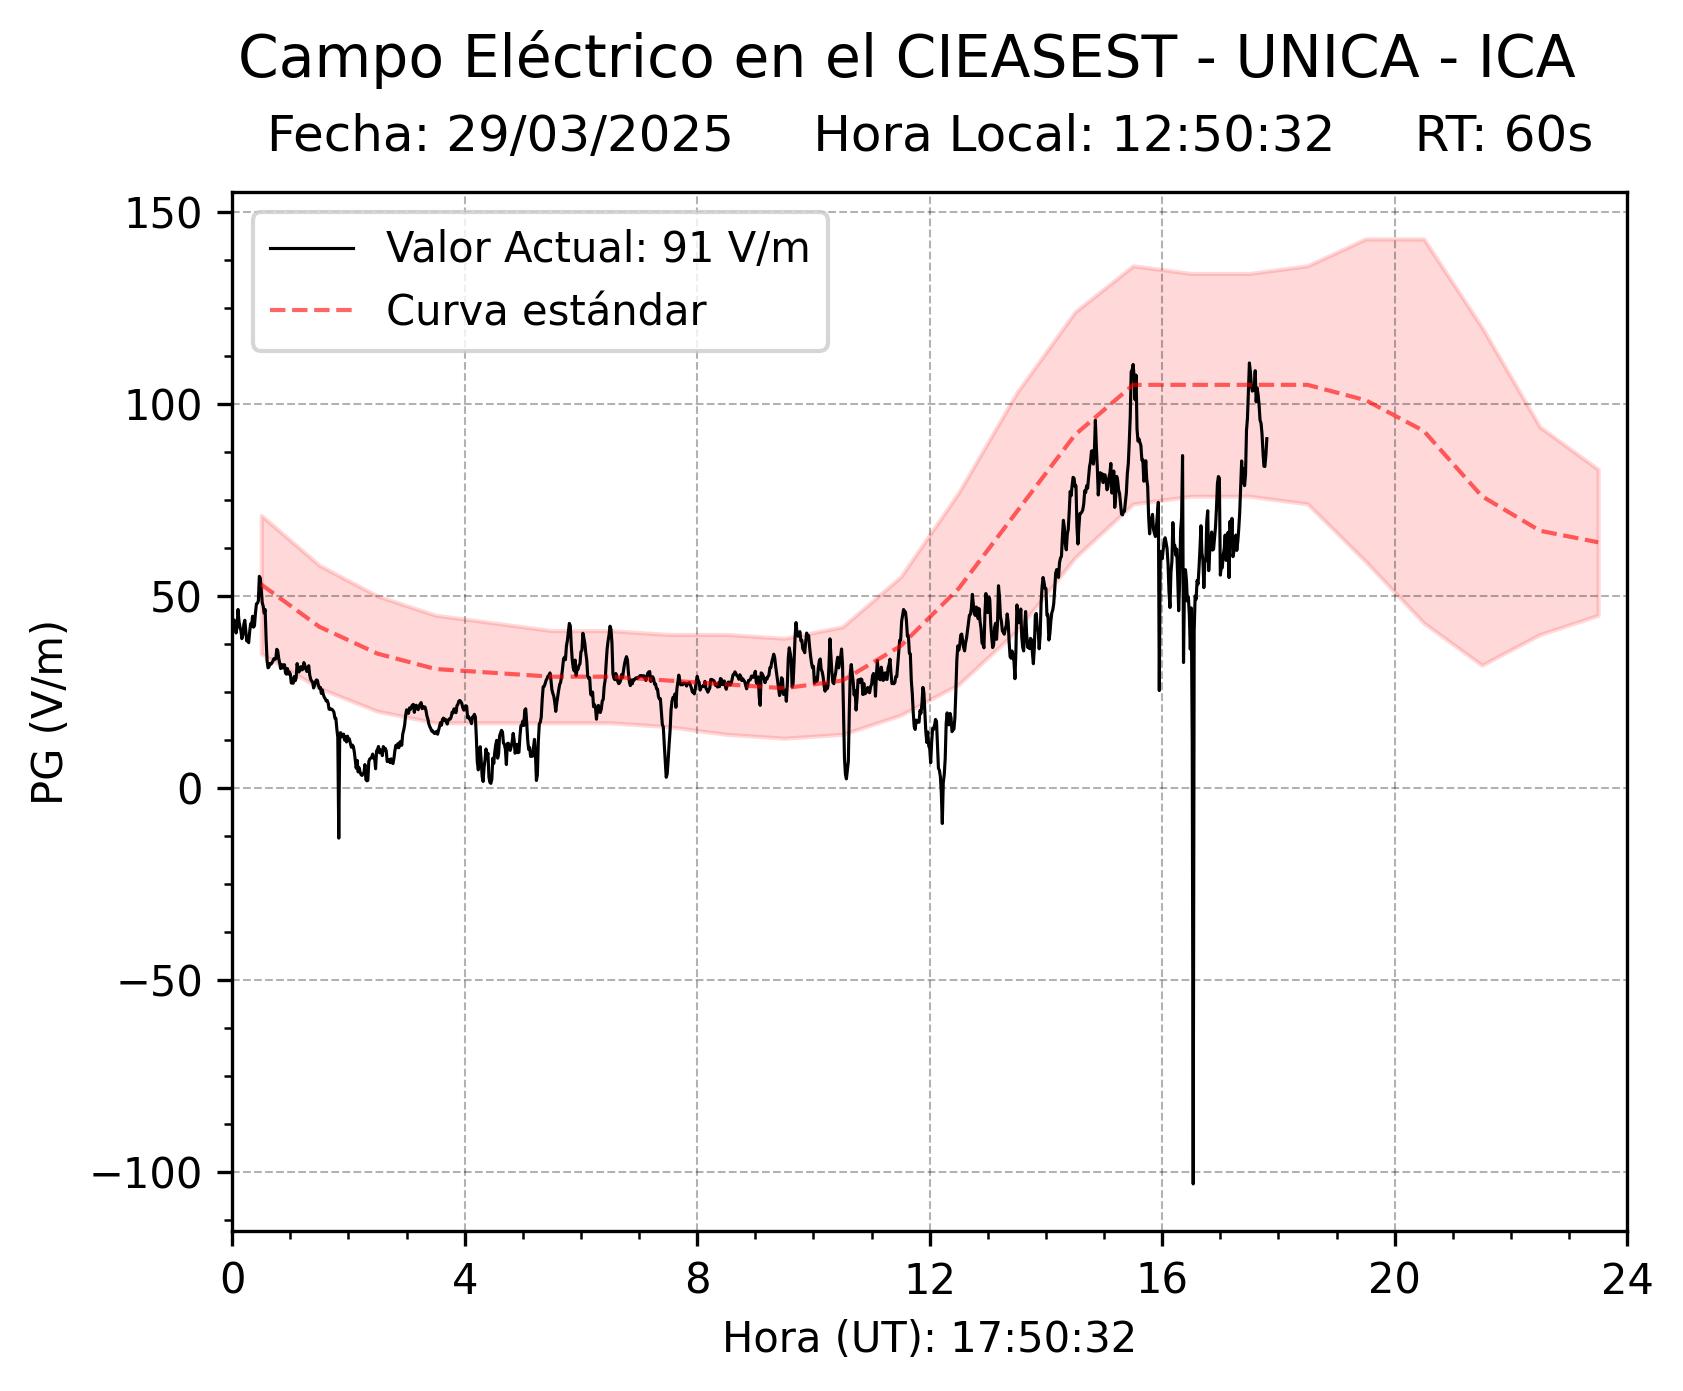 Campo Eléctrico en el CIEASEST - UNICA - ICA
Fecha: 29/03/2025 Hora Local: 12:50:32 RT: 60s
Valor Actual: 91 V/m
Curva estándar
PG (V/m)
150
100
50
0
−50
−100
0 4 8 12 16 20 24
Hora (UT): 17:50:32